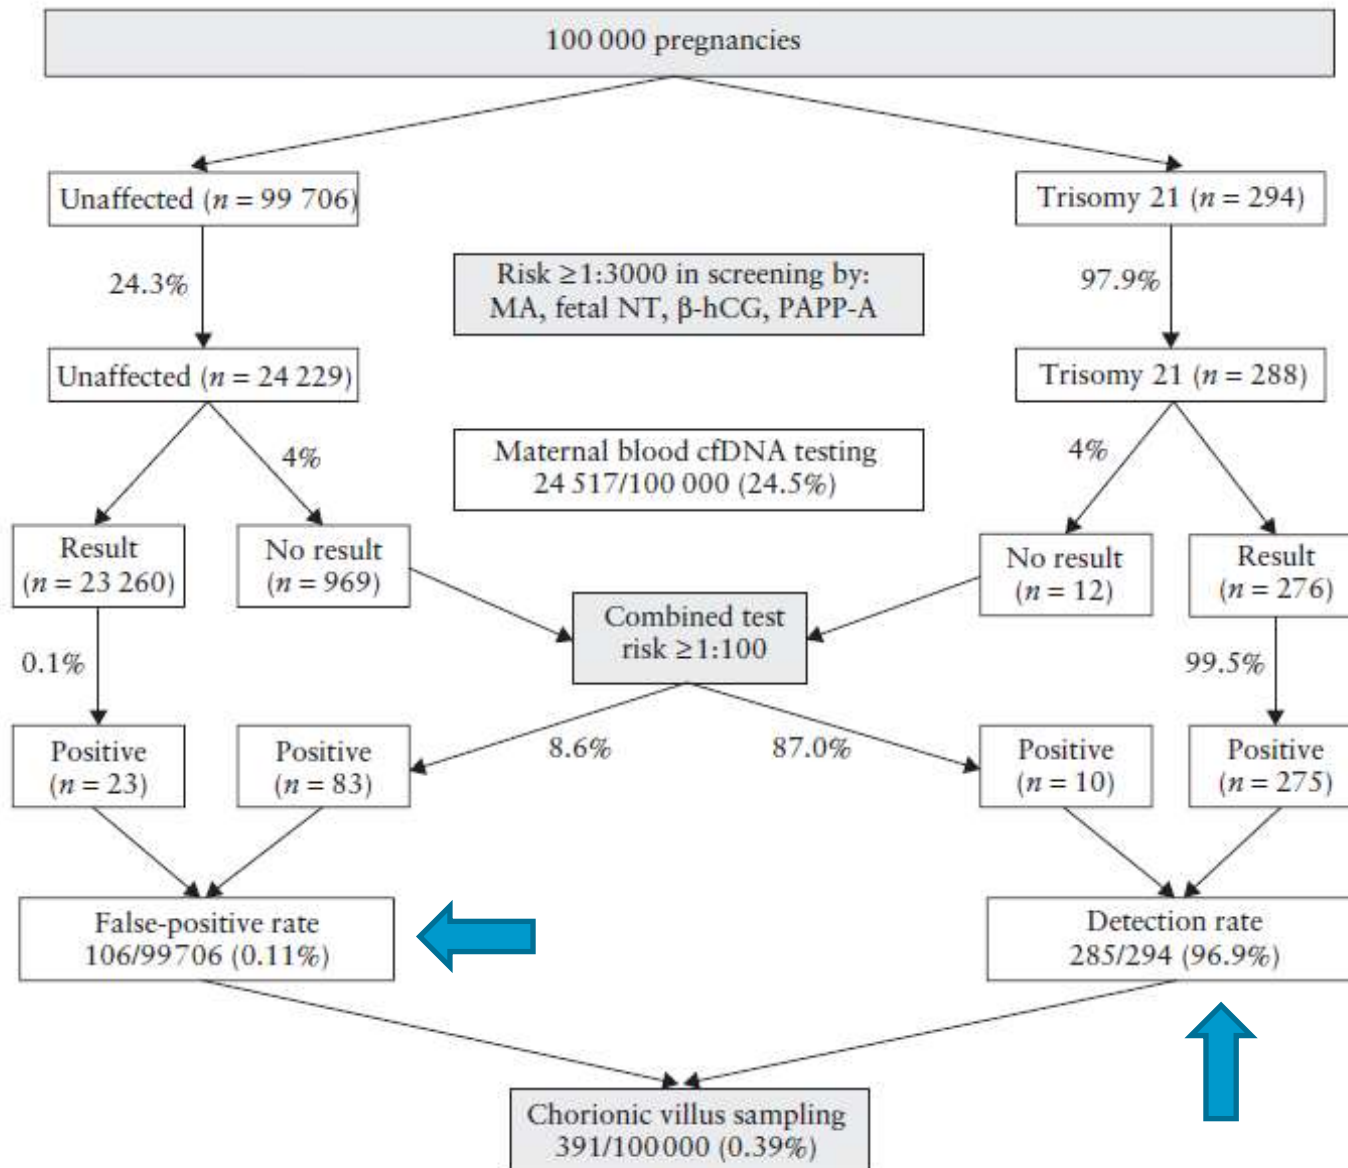 100 000 pregnancies
Unaffected (n = 99 706)
Trisomy 21 (n = 294)
24.3%
Risk ≥1:3000 in screening by:
MA, fetal NT, β-hCG, PAPP-A
97.9%
Unaffected (n = 24 229)
Trisomy 21 (n = 288)
4%
Maternal blood cfDNA testing
24 517/100 000 (24.5%)
4%
Result
(n = 23 260)
No result
(n = 969)
No result
(n = 12)
Result
(n = 276)
Combined test
risk ≥1:100
0.1%
99.5%
8.6%
87.0%
Positive
(n = 23)
Positive
(n = 83)
Positive
(n = 10)
Positive
(n = 275)
False-positive rate
106/99706 (0.11%)
Detection rate
285/294 (96.9%)
Chorionic villus sampling
391/100000 (0.39%)